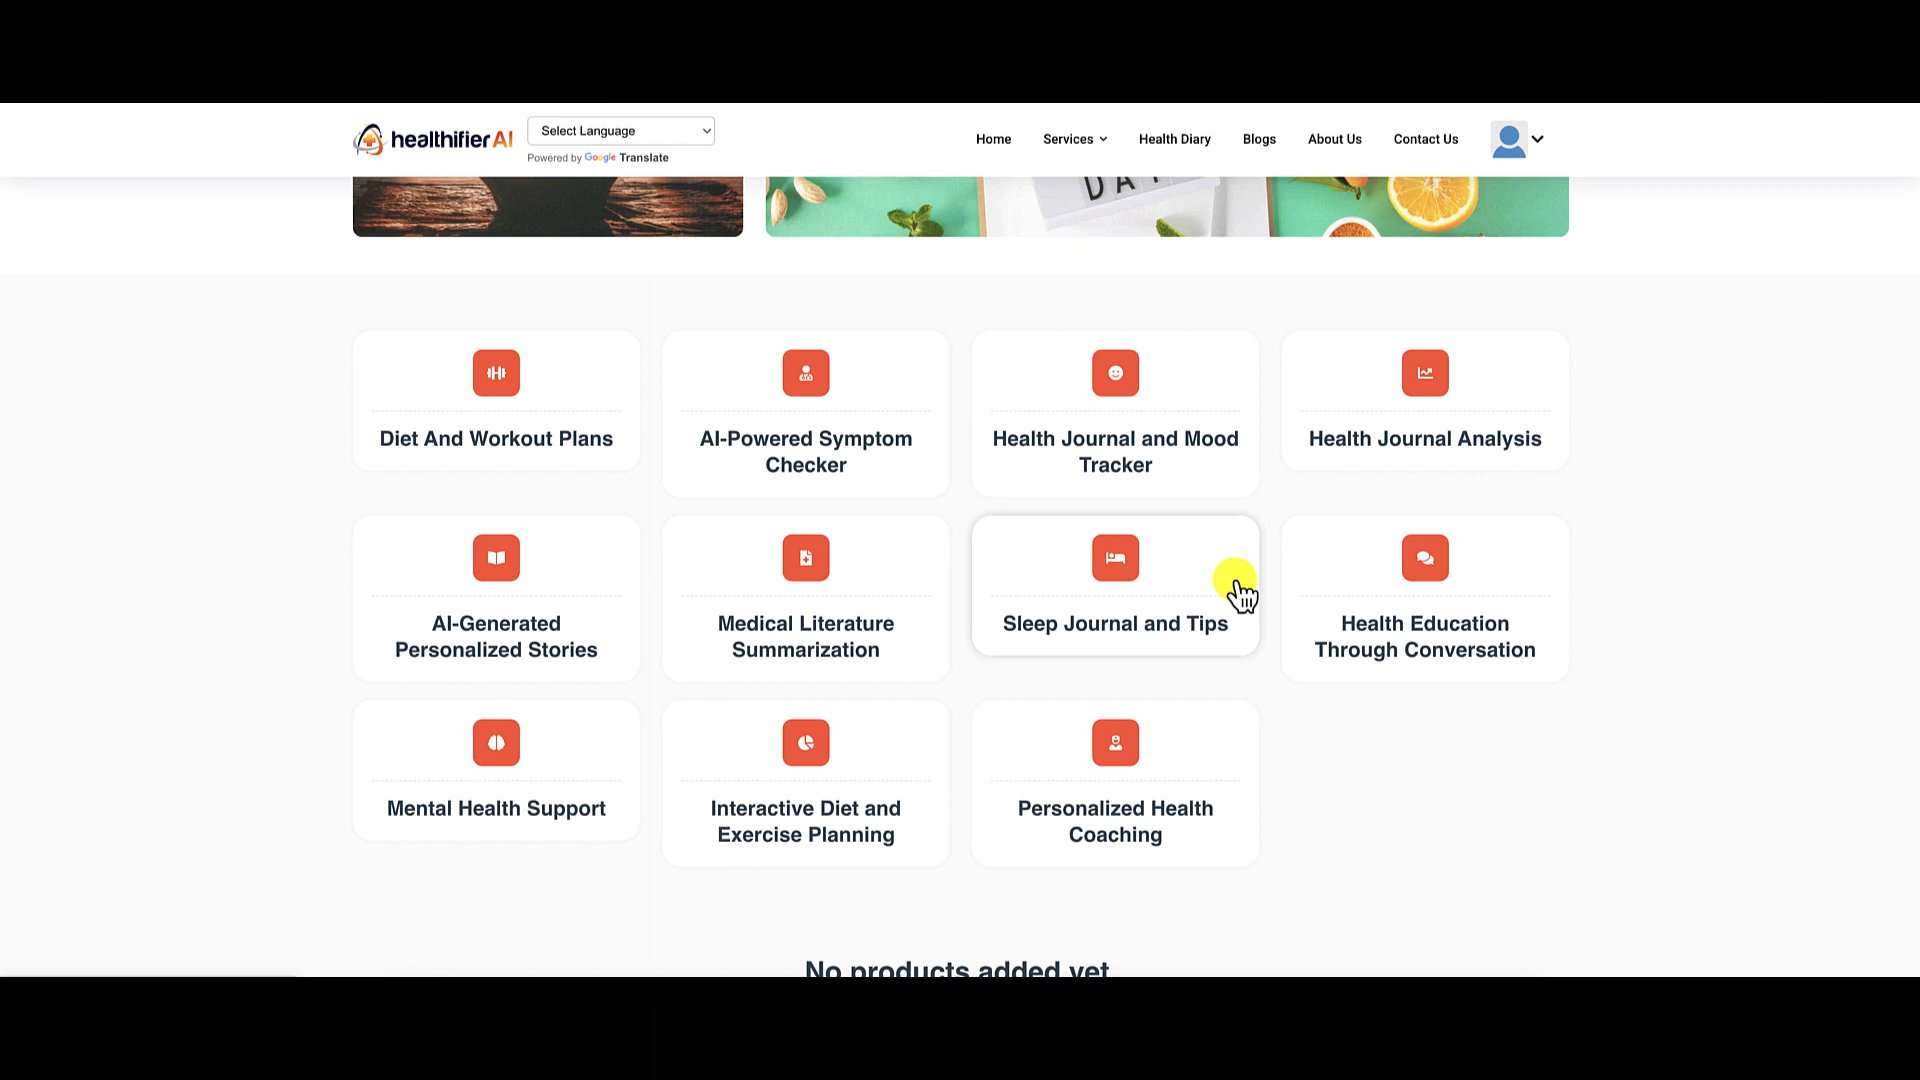 healthifier AI
Select Language
Powered by Google Translate
Home
Services
Health Diary
Blogs
About Us
Contact Us
DAY
Diet And Workout Plans
AI-Powered Symptom
Checker
Health Journal and Mood
Tracker
Health Journal Analysis
AI-Generated
Personalized Stories
Medical Literature
Summarization
Sleep Journal and Tips
Health Education
Through Conversation
Mental Health Support
Interactive Diet and
Exercise Planning
Personalized Health
Coaching
No products added yet